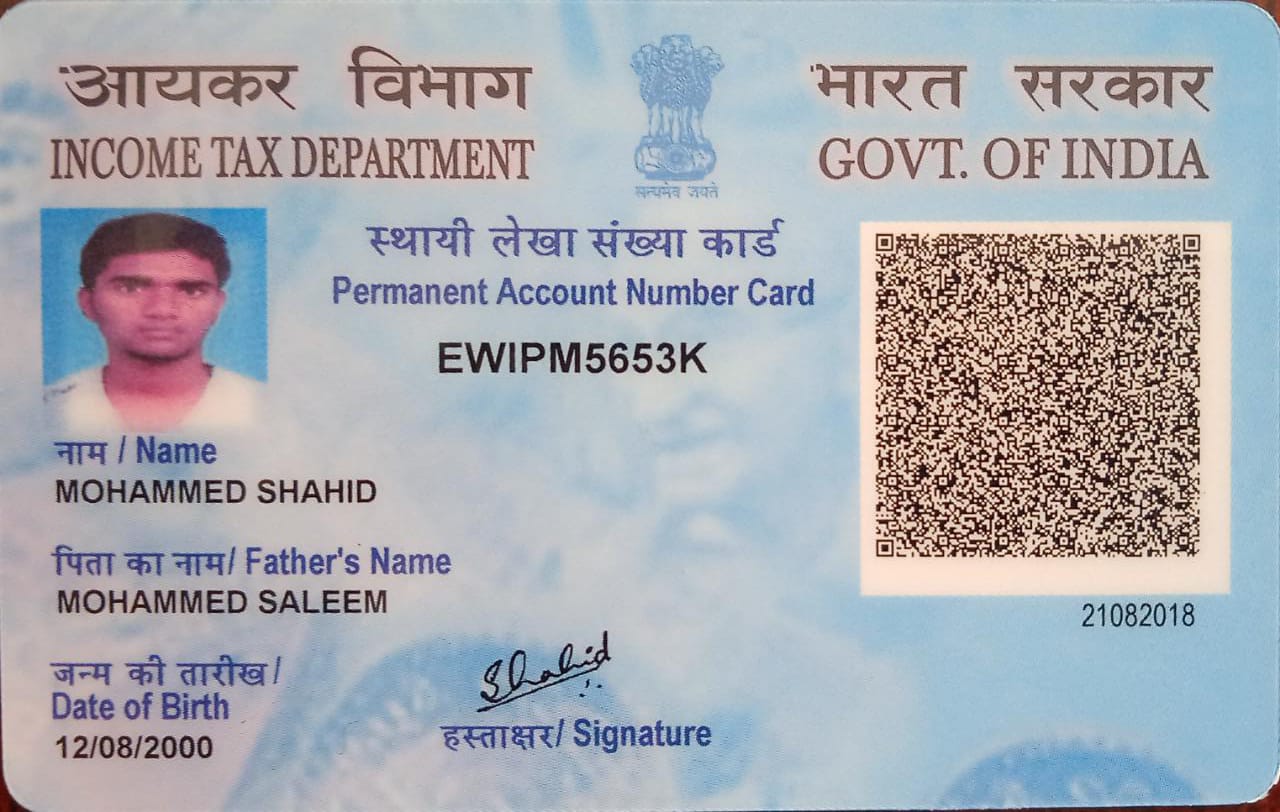 आयकर विभाग
INCOME TAX DEPARTMENT
सत्यमेव जयते
भारत सरकार
GOVT. OF INDIA
स्थायी लेखा संख्या कार्ड
Permanent Account Number Card
EWIPM5653K
नाम / Name
MOHAMMED SHAHID
पिता का नाम/ Father's Name
MOHAMMED SALEEM
जन्म की तारीख/
Date of Birth
12/08/2000
Shahid
हस्ताक्षर/ Signature
21082018